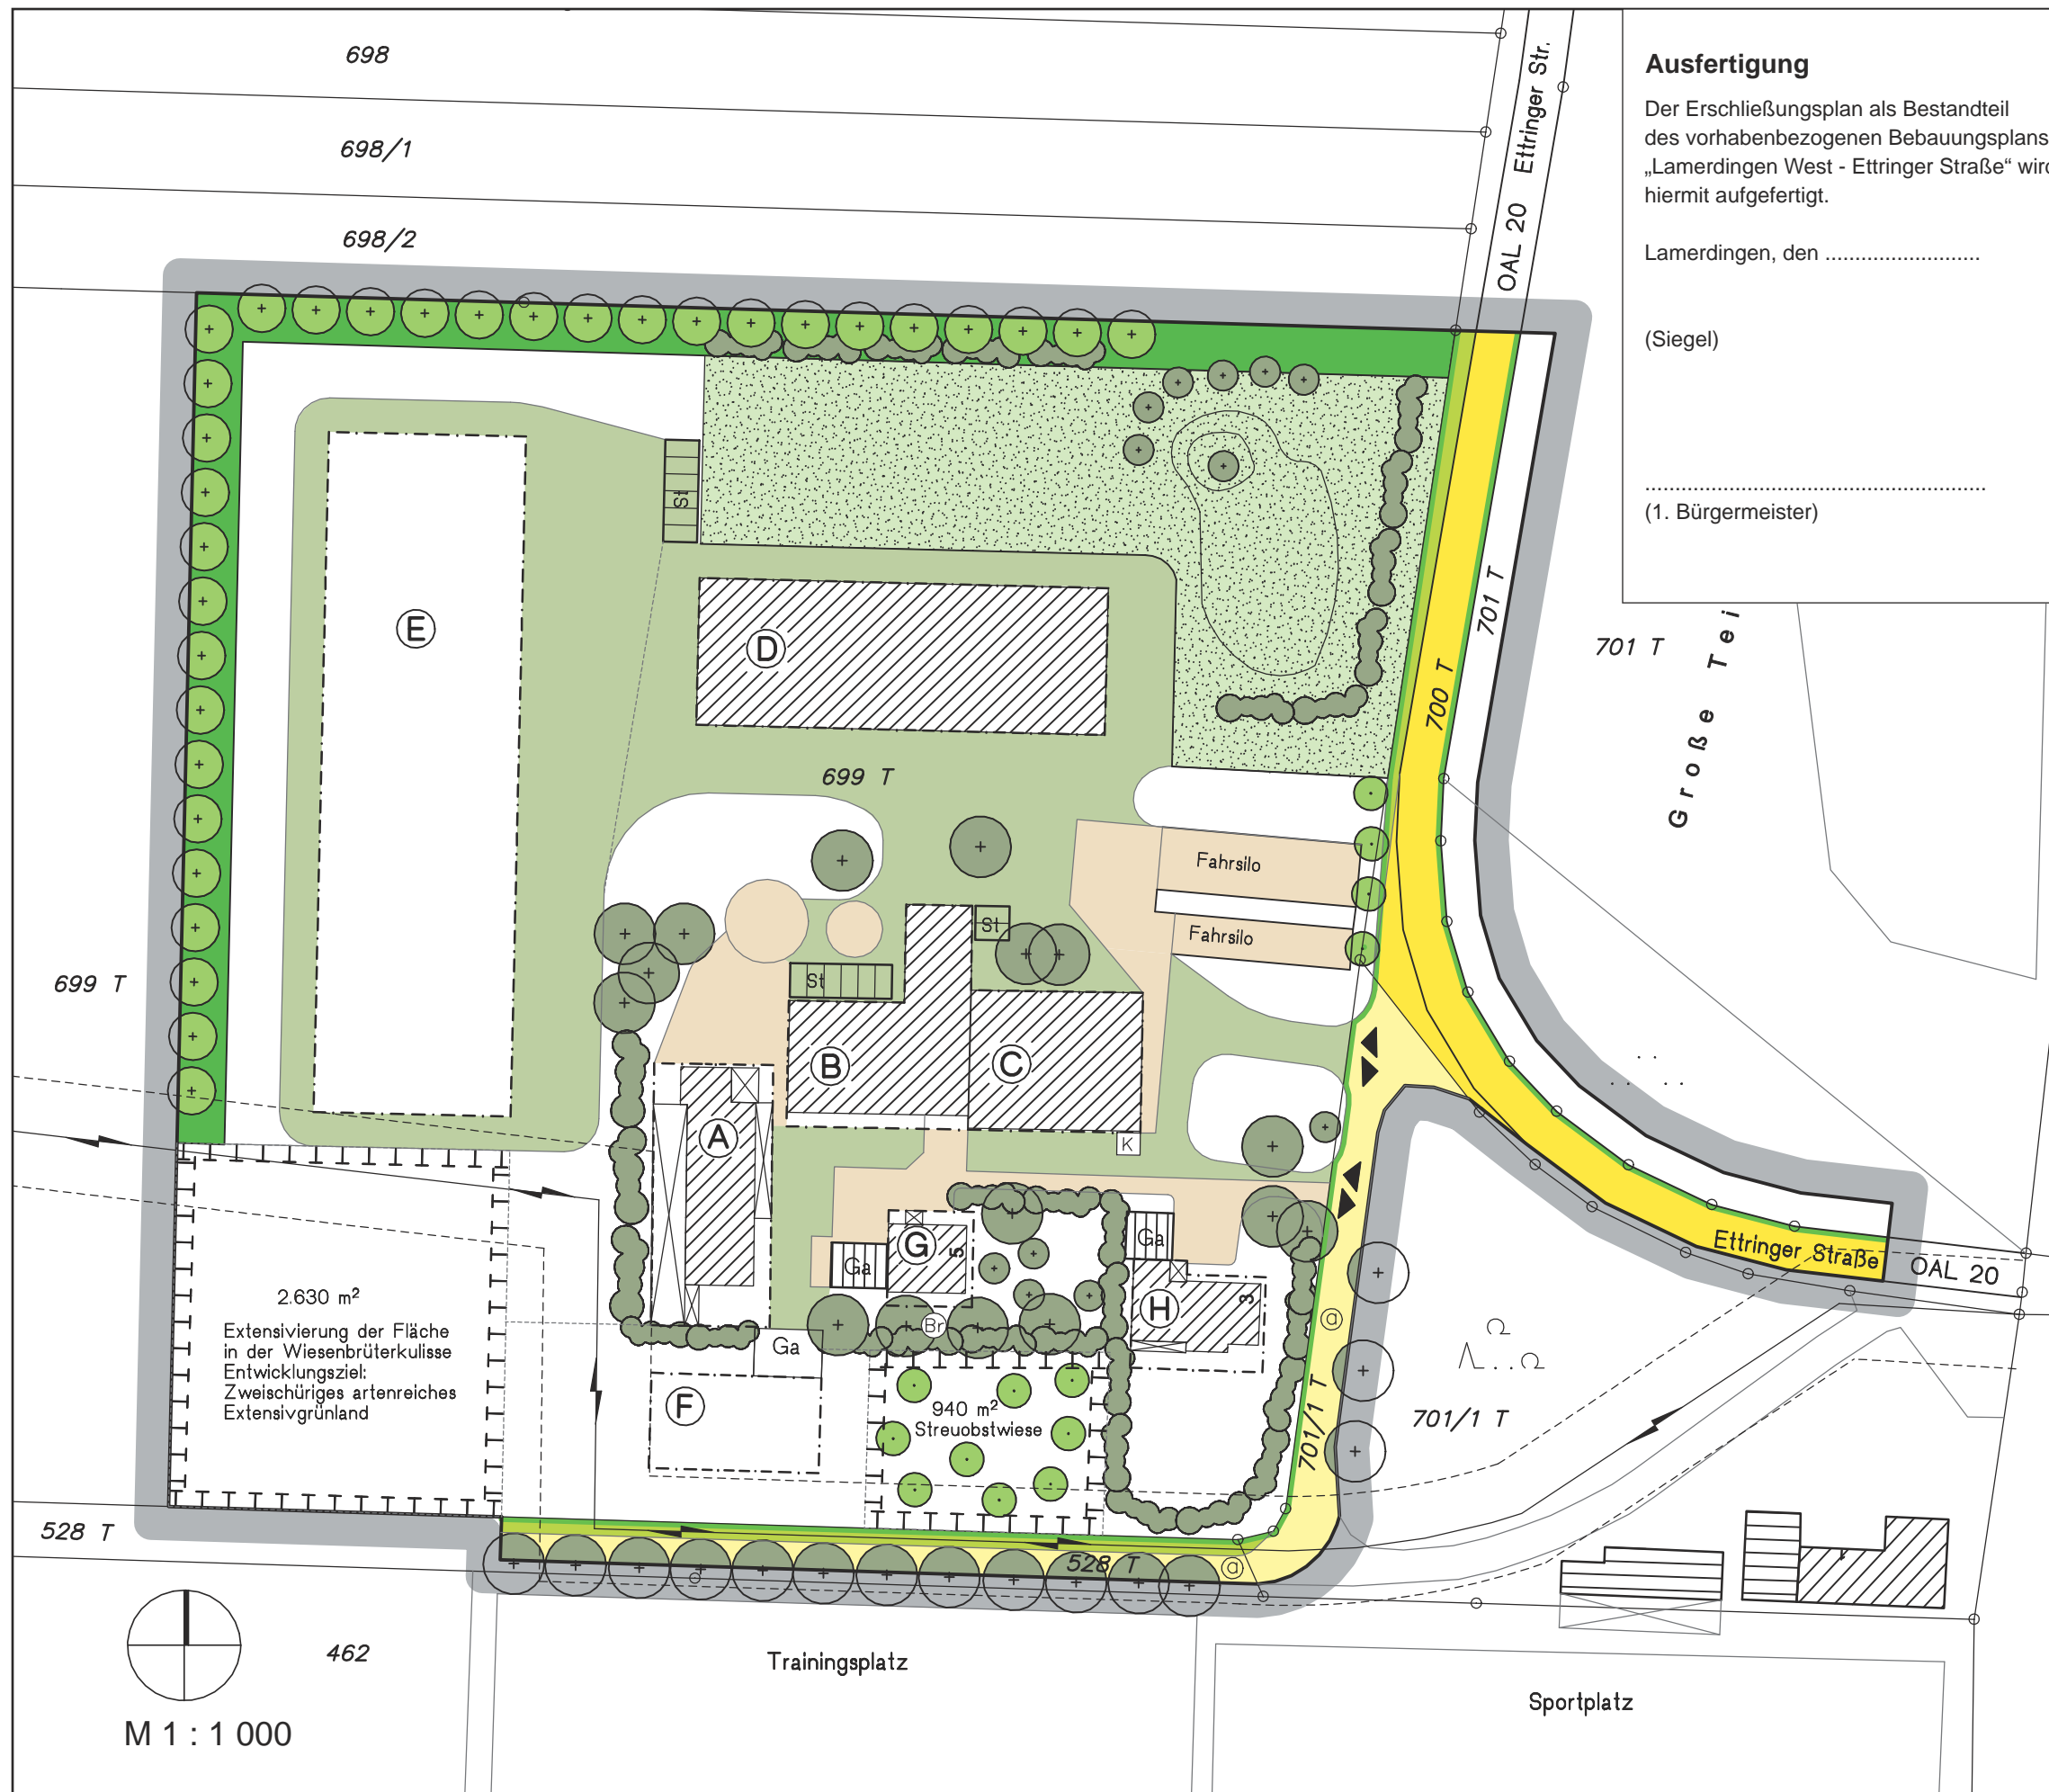 698
698/1
698/2
OAL 20 Ettringer Str.
Ausfertigung
Der Erschließungsplan als Bestandteil
des vorhabenbezogenen Bebauungsplans
„Lamerdingen West - Ettringer Straße“ wird
hiermit aufgefertigt.
Lamerdingen, den ..........................
(Siegel)
.........................................................
(1. Bürgermeister)
St
E
D
701 T
701 T
Große Tei
700 T
699 T
Fahrsilo
Fahrsilo
St
St
699 T
B
C
A
K
G
5
Ga
Ga
H
3
Br
Ga
F
a
Ettringer Straße
OAL 20
2.630 m²
Extensivierung der Fläche
in der Wiesenbrüterkulisse
Entwicklungsziel:
Zweischüriges artenreiches
Extensivgrünland
940 m²
Streuobstwiese
701/1 T
701/1 T
528 T
528 T
a
462
Trainingsplatz
Sportplatz
M 1 : 1 000